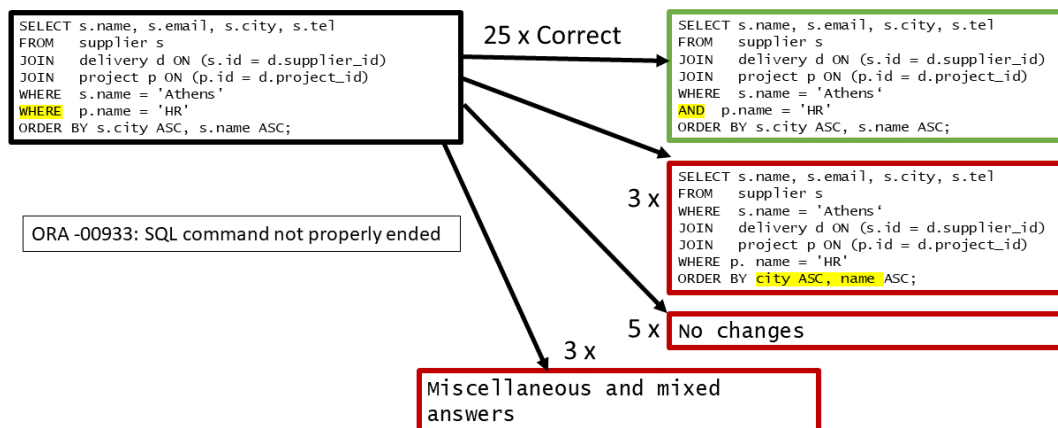 SELECT s.name, s.email, s.city, s.tel
FROM supplier s
JOIN delivery d ON (s.id = d.supplier_id)
JOIN project p ON (p.id = d.project_id)
WHERE s.name = 'Athens'
WHERE p.name = 'HR'
ORDER BY s.city ASC, s.name ASC;
25 x Correct
SELECT s.name, s.email, s.city, s.tel
FROM supplier s
JOIN delivery d ON (s.id = d.supplier_id)
JOIN project p ON (p.id = d.project_id)
WHERE s.name = 'Athens‘
AND p.name = 'HR'
ORDER BY s.city ASC, s.name ASC;
ORA -00933: SQL command not properly ended
3 x
SELECT s.name, s.email, s.city, s.tel
FROM supplier s
WHERE s.name = 'Athens‘
JOIN delivery d ON (s.id = d.supplier_id)
JOIN project p ON (p.id = d.project_id)
WHERE p. name = 'HR'
ORDER BY city ASC, name ASC;
5 x
No changes
3 x
Miscellaneous and mixed
answers